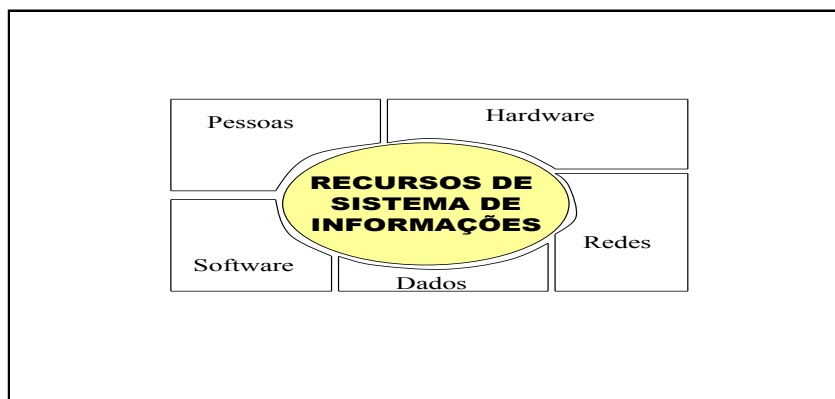 Pessoas
Hardware
RECURSOS DE
SISTEMA DE
INFORMAÇÕES
Redes
Software
Dados